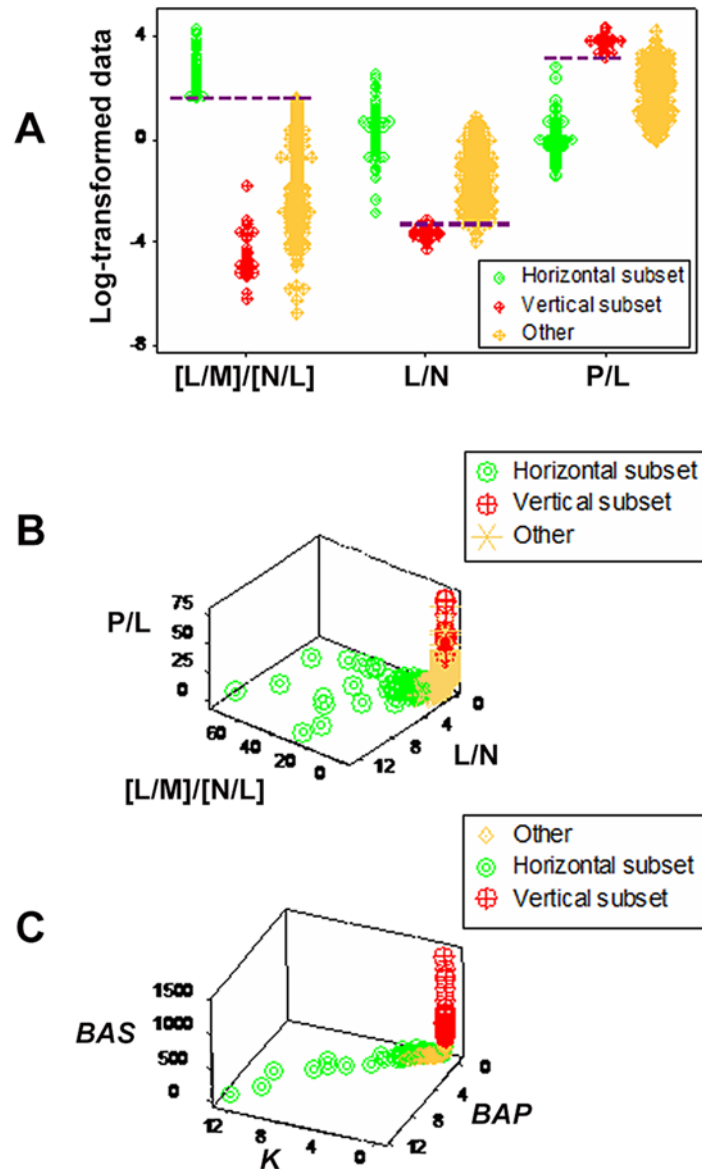 A
Log-transformed data
4
0
-4
-8
Horizontal subset
Vertical subset
Other
[L/M]/[N/L]
L/N
P/L
B
Horizontal subset
Vertical subset
Other
P/L
75
50
25
0
60
40
20
0
[L/M]/[N/L]
12
8
4
0
L/N
C
Other
Horizontal subset
Vertical subset
BAS
1500
1000
500
0
12
8
4
0
K
12
8
4
0
BAP